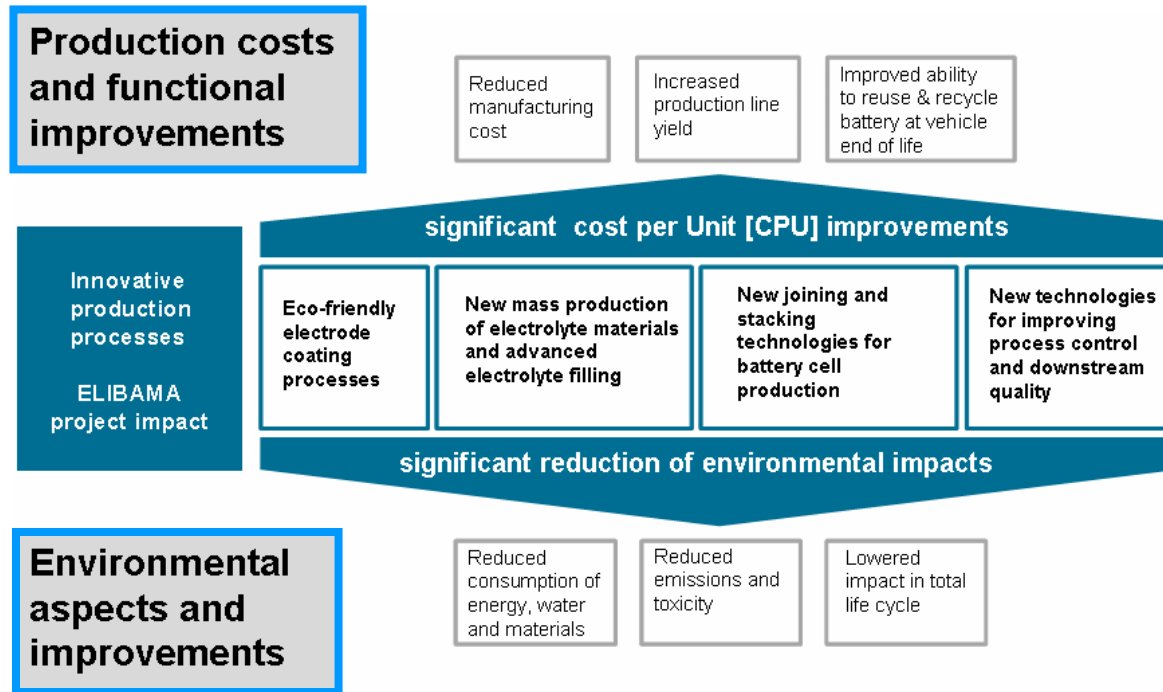 Production costs
and functional
improvements
Reduced
manufacturing
cost
Increased
production line
yield
Improved ability
to reuse & recycle
battery at vehicle
end of life
significant cost per Unit [CPU] improvements
Innovative
production
processes
ELIBAMA
project impact
Eco-friendly
electrode
coating
processes
New mass production
of electrolyte materials
and advanced
electrolyte filling
New joining and
stacking
technologies for
battery cell
production
New technologies
for improving
process control
and downstream
quality
significant reduction of environmental impacts
Environmental
aspects and
improvements
Reduced
consumption of
energy, water
and materials
Reduced
emissions and
toxicity
Lowered
impact in total
life cycle